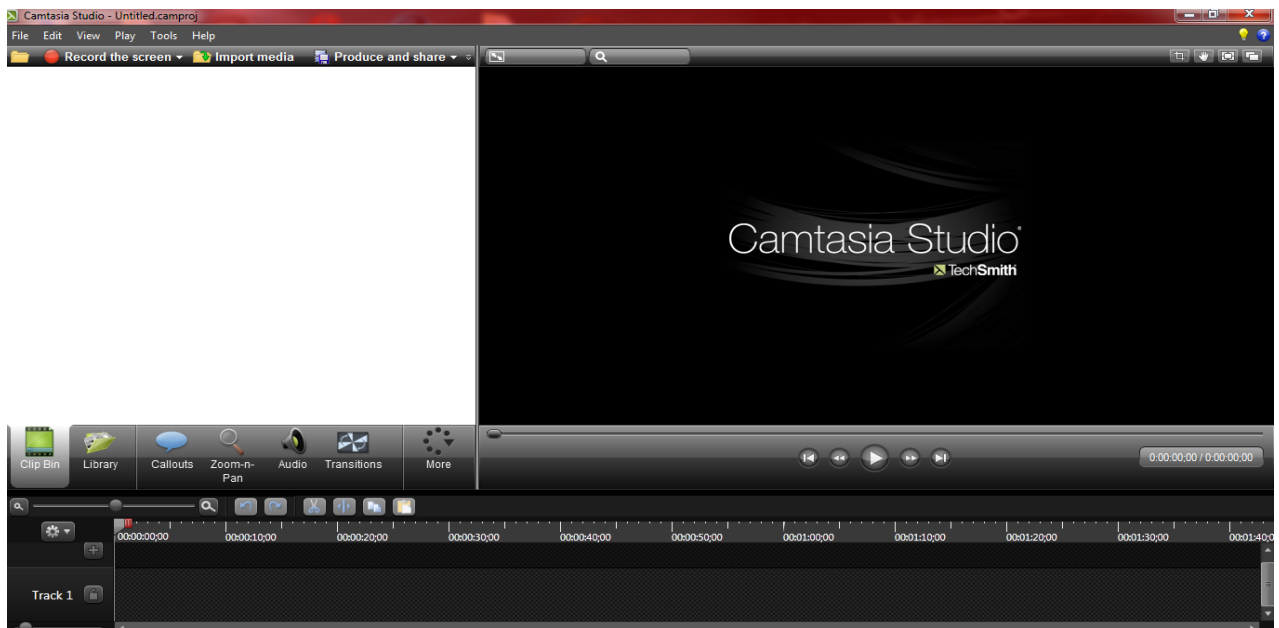 Camtasia Studio - Untitled.camproj
File Edit View Play Tools Help
Record the screen Import media Produce and share
Camtasia Studio®
TechSmith
Clip Bin Library Callouts Zoom-n-Pan Audio Transitions More
0:00:00;00 / 0:00:00;00
00:00:00;00 00:00:10;00 00:00:20;00 00:00:30;00 00:00:40;00 00:00:50;00 00:01:00;00 00:01:10;00 00:01:20;00 00:01:30;00 00:01:40;0
Track 1